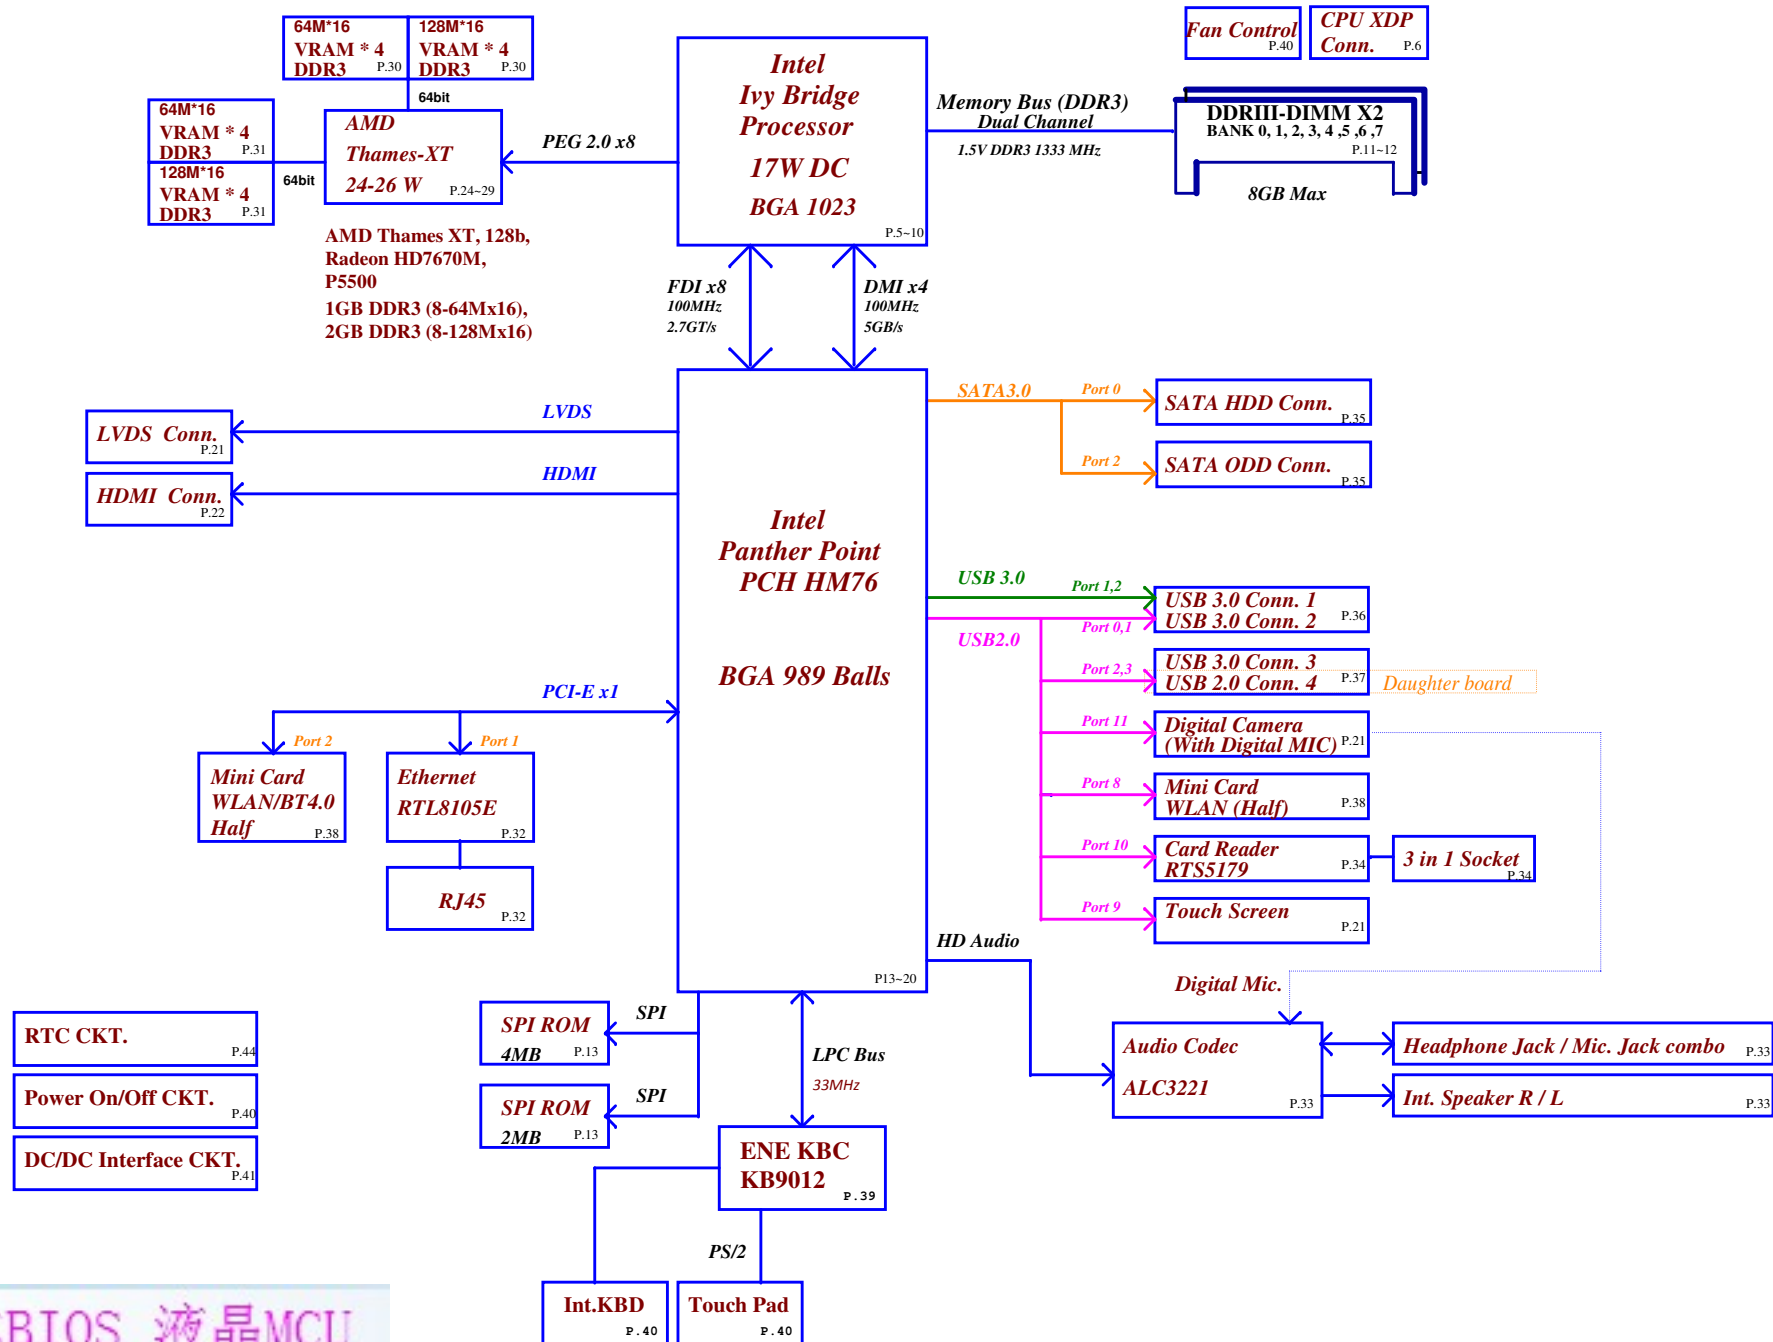 64M*16
VRAM * 4
DDR3 P.30
128M*16
VRAM * 4
DDR3 P.30
64bit
64M*16
VRAM * 4
DDR3 P.31
128M*16
VRAM * 4
DDR3 P.31
64bit
AMD
Thames-XT
24-26 W P.24~29
PEG 2.0 x8
AMD Thames XT, 128b,
Radeon HD7670M,
P5500
1GB DDR3 (8-64Mx16),
2GB DDR3 (8-128Mx16)
Intel
Ivy Bridge
Processor
17W DC
BGA 1023
P.5~10
Memory Bus (DDR3)
Dual Channel
1.5V DDR3 1333 MHz
Fan Control
P.40
CPU XDP
Conn. P.6
DDRIII-DIMM X2
BANK 0, 1, 2, 3, 4 ,5 ,6 ,7
P.11~12
8GB Max
FDI x8
100MHz
2.7GT/s
DMI x4
100MHz
5GB/s
LVDS
LVDS Conn.
P.21
HDMI
HDMI Conn.
P.22
Intel
Panther Point
PCH HM76
BGA 989 Balls
P13~20
SATA3.0
Port 0
SATA HDD Conn.
P.35
Port 2
SATA ODD Conn.
P.35
USB 3.0
Port 1,2
USB 3.0 Conn. 1
USB 3.0 Conn. 2 P.36
USB2.0
Port 0,1
Port 2,3
USB 3.0 Conn. 3
USB 2.0 Conn. 4 P.37
Daughter board
Port 11
Digital Camera
(With Digital MIC) P.21
Port 8
Mini Card
WLAN (Half) P.38
Port 10
Card Reader
RTS5179 P.34
3 in 1 Socket
P.34
Port 9
Touch Screen
P.21
PCI-E x1
Port 2
Mini Card
WLAN/BT4.0
Half P.38
Port 1
Ethernet
RTL8105E
P.32
RJ45
P.32
HD Audio
Digital Mic.
Audio Codec
ALC3221
P.33
Headphone Jack / Mic. Jack combo P.33
Int. Speaker R / L P.33
SPI
SPI ROM
4MB P.13
SPI
SPI ROM
2MB P.13
LPC Bus
33MHz
ENE KBC
KB9012
P.39
PS/2
Int.KBD
P.40
Touch Pad
P.40
RTC CKT.
P.44
Power On/Off CKT.
P.40
DC/DC Interface CKT.
P.41
BIOS 液晶MCU